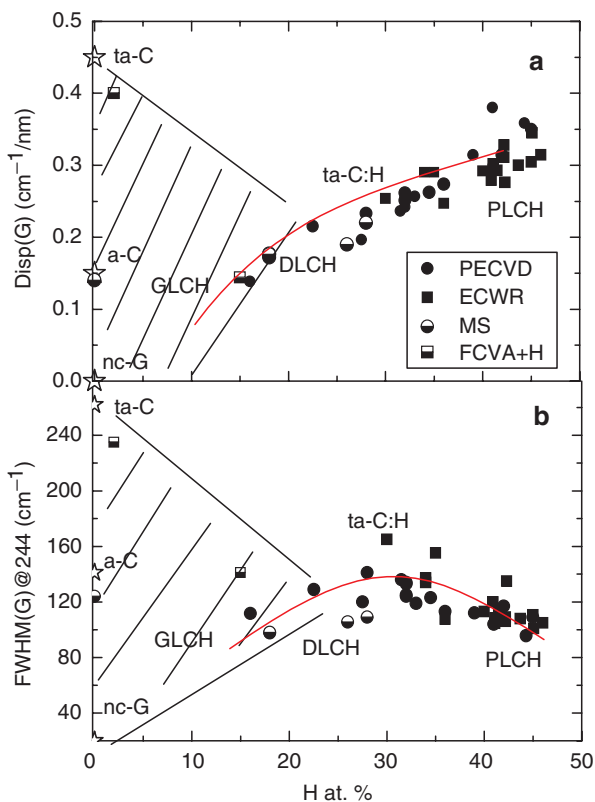 0.5
ta-C
a
0.4
Disp(G) (cm⁻¹/nm)
0.3
ta-C:H
PLCH
0.2
a-C
DLCH
GLCH
PECVD
ECWR
MS
FCVA+H
0.1
nc-G
0.0
ta-C
b
240
FWHM(G)@244 (cm⁻¹)
200
ta-C:H
160
a-C
120
GLCH
DLCH
PLCH
80
nc-G
40
0 10 20 30 40 50
H at. %